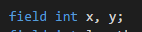 field int x, y;